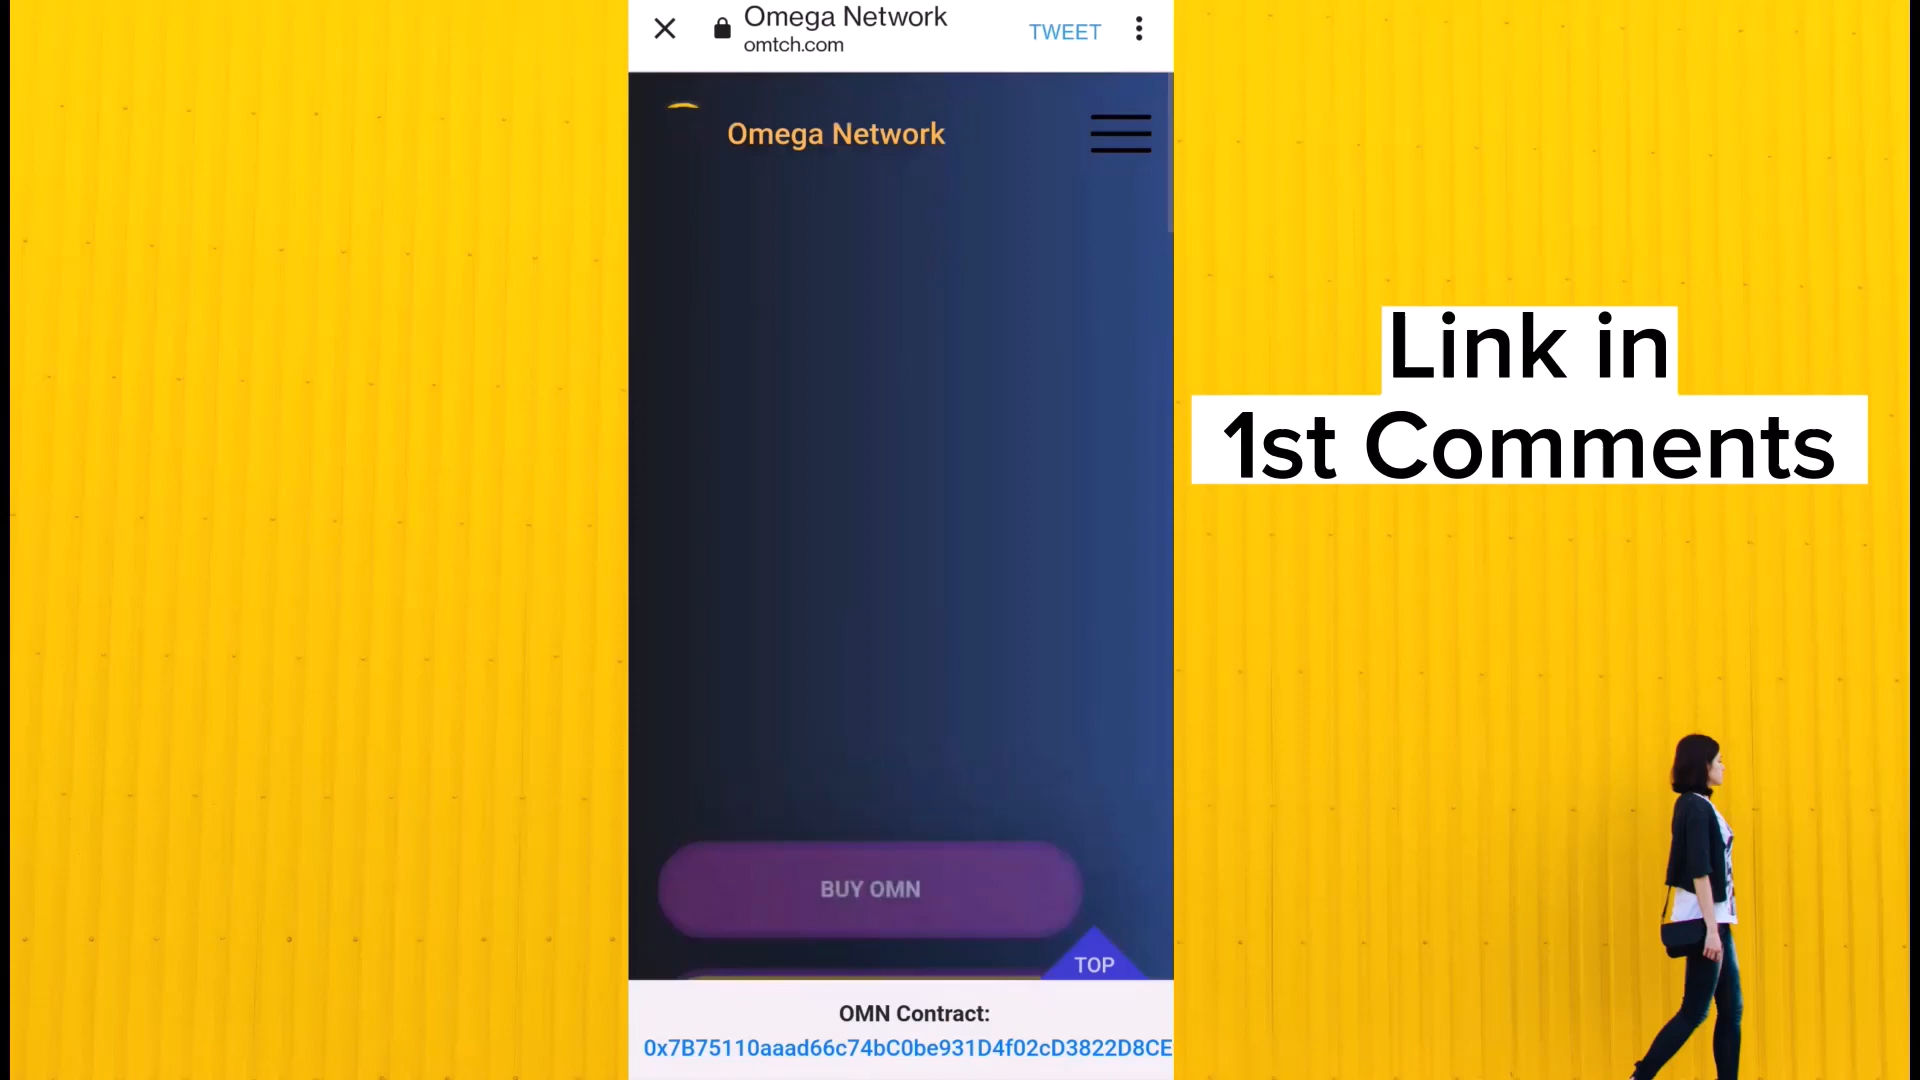 Omega Network
omtch.com
TWEET
Omega Network
Link in
1st Comments
BUY OMN
TOP
OMN Contract:
0x7B75110aaad66c74bC0be931D4f02cD3822D8CE